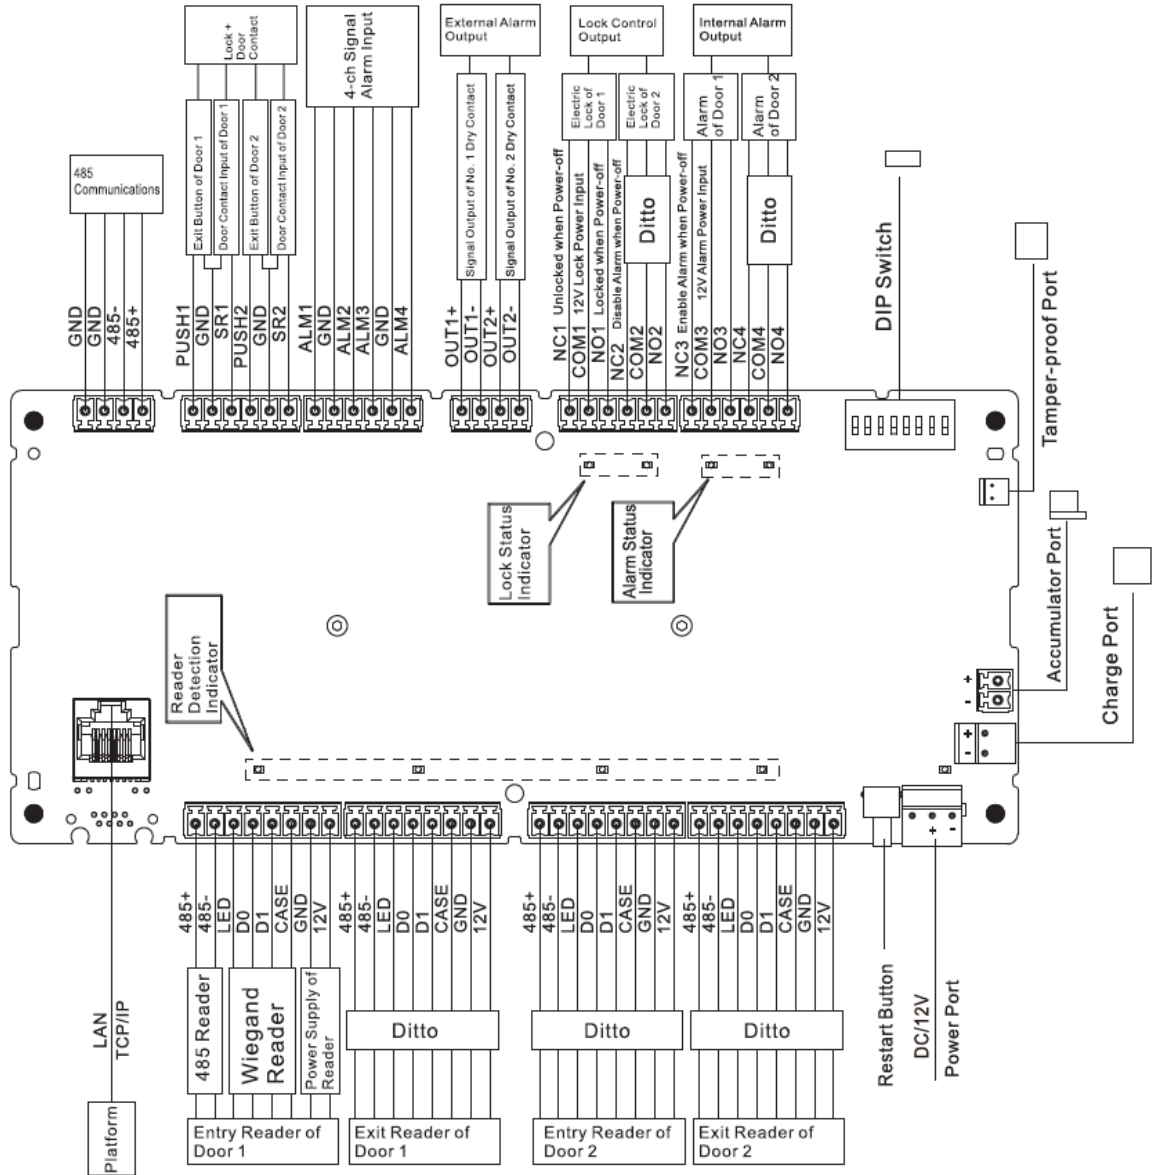 Lock +
Door
Contact
4-ch Signal
Alarm Input
External Alarm
Output
Lock Control
Output
Internal Alarm
Output
485
Communications
Exit Button of Door 1
Door Contact Input of Door 1
Exit Button of Door 2
Door Contact Input of Door 2
Signal Output of No. 1 Dry Contact
Signal Output of No. 2 Dry Contact
Electric
Lock of
Door 1
Electric
Lock of
Door 2
Alarm
of Door 1
Alarm
of Door 2
GND
GND
485-
485+
PUSH1
GND
SR1
PUSH2
GND
SR2
ALM1
GND
ALM2
ALM3
GND
ALM4
OUT1+
OUT1-
OUT2+
OUT2-
NC1 Unlocked when Power-off
COM1 12V Lock Power Input
NO1 Locked when Power-off
NC2 Disable Alarm when Power-off
COM2
NO2
Ditto
NC3 Enable Alarm when Power-off
COM3 12V Alarm Power Input
NO3
NC4
COM4
NO4
Ditto
DIP Switch
Tamper-proof Port
Accumulator Port
Charge Port
Lock Status
Indicator
Alarm Status
Indicator
Reader
Detection
Indicator
+
-
+
-
+
-
485+
485-
LED
D0
D1
CASE
GND
12V
485+
485-
LED
D0
D1
CASE
GND
12V
485+
485-
LED
D0
D1
CASE
GND
12V
485+
485-
LED
D0
D1
CASE
GND
12V
LAN
TCP/IP
Platform
485 Reader
Wiegand
Reader
Power Supply of
Reader
Ditto
Ditto
Ditto
Entry Reader of
Door 1
Exit Reader of
Door 1
Entry Reader of
Door 2
Exit Reader of
Door 2
Restart Button
DC/12V
Power Port